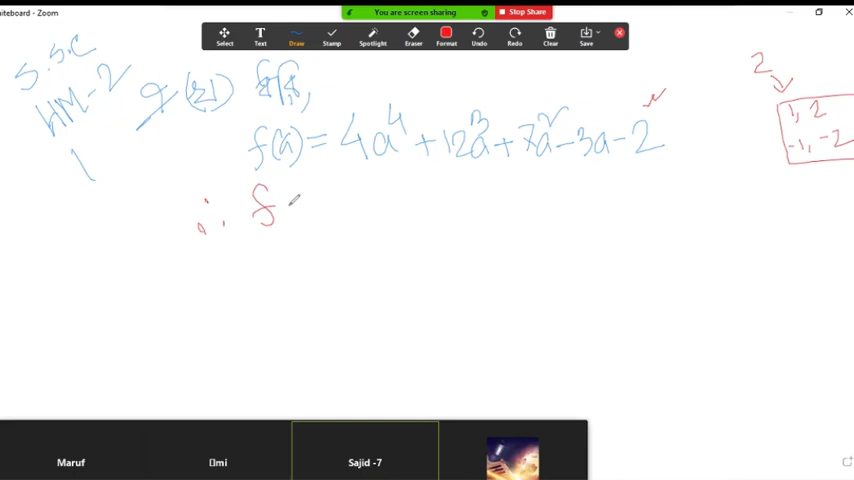 Whiteboard - Zoom
You are screen sharing
Stop Share
Select
Text
Draw
Stamp
Spotlight
Eraser
Format
Undo
Redo
Clear
Save
S.S.C
HM-2
f(a) = 4a⁴ + 12a³ + 7a² - 3a - 2
2
1, 2
-1, -2
∴ f
Maruf
Sajid -7